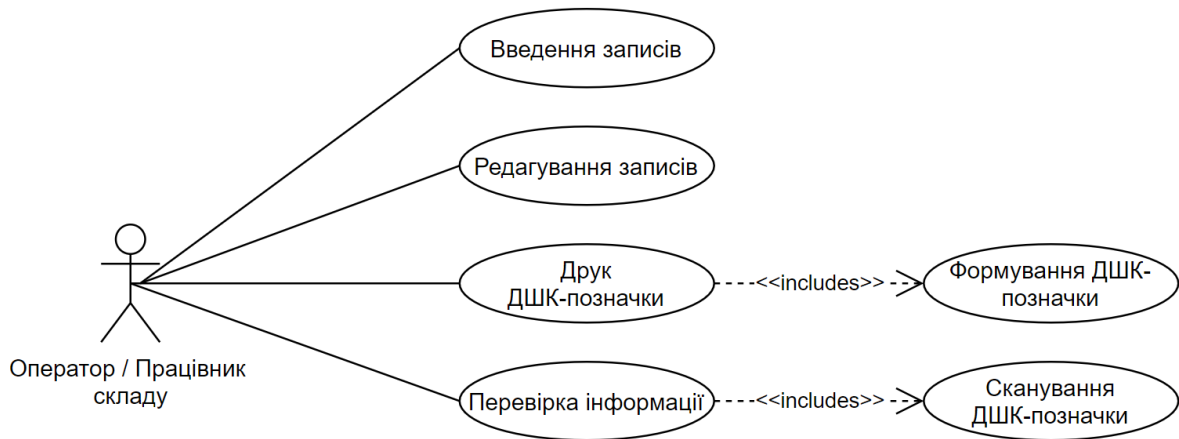 Введення записів
Редагування записів
Друк
ДШК-позначки
<<includes>>
Формування ДШК-
позначки
Оператор / Працівник
складу
Перевірка інформації
<<includes>>
Сканування
ДШК-позначки